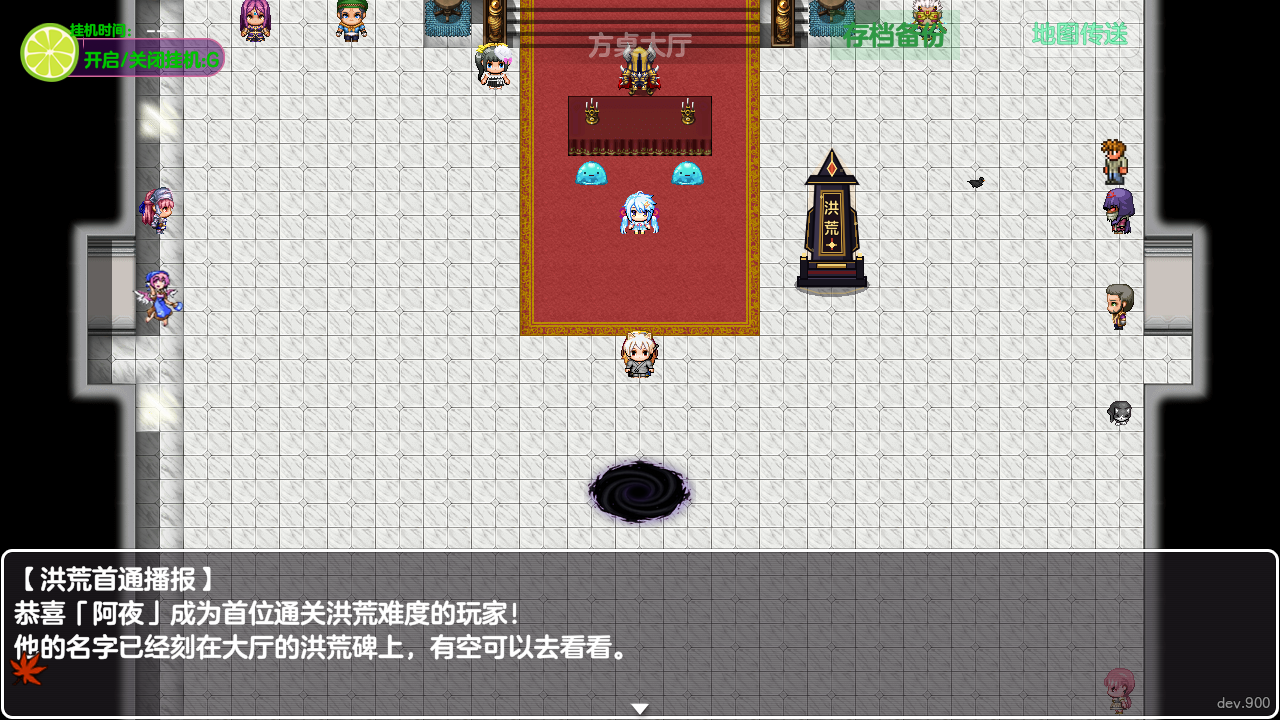 挂机时间: --
开启/关闭挂机:G
方桌大厅
存档备份
地图传送
洪荒
【洪荒首通播报】
恭喜「阿夜」成为首位通关洪荒难度的玩家!
他的名字已经刻在大厅的洪荒碑上，有空可以去看看。
dev.900